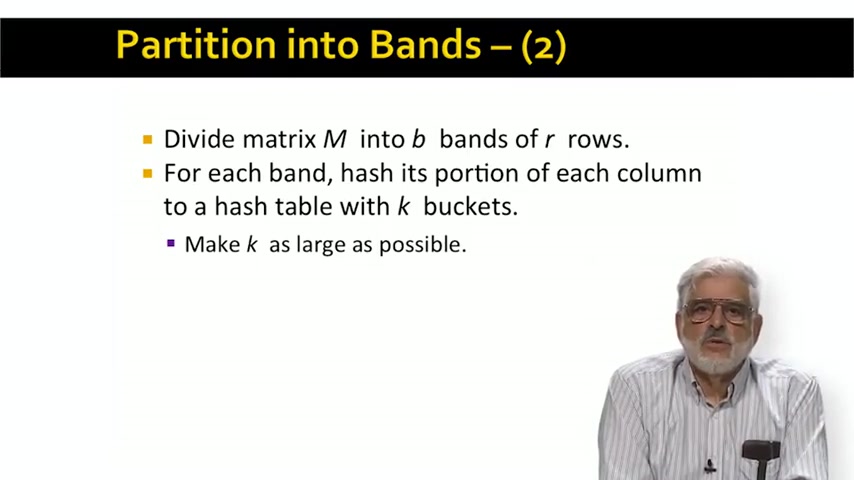 Partition into Bands – (2)
Divide matrix M into b bands of r rows.
For each band, hash its portion of each column
to a hash table with k buckets.
Make k as large as possible.